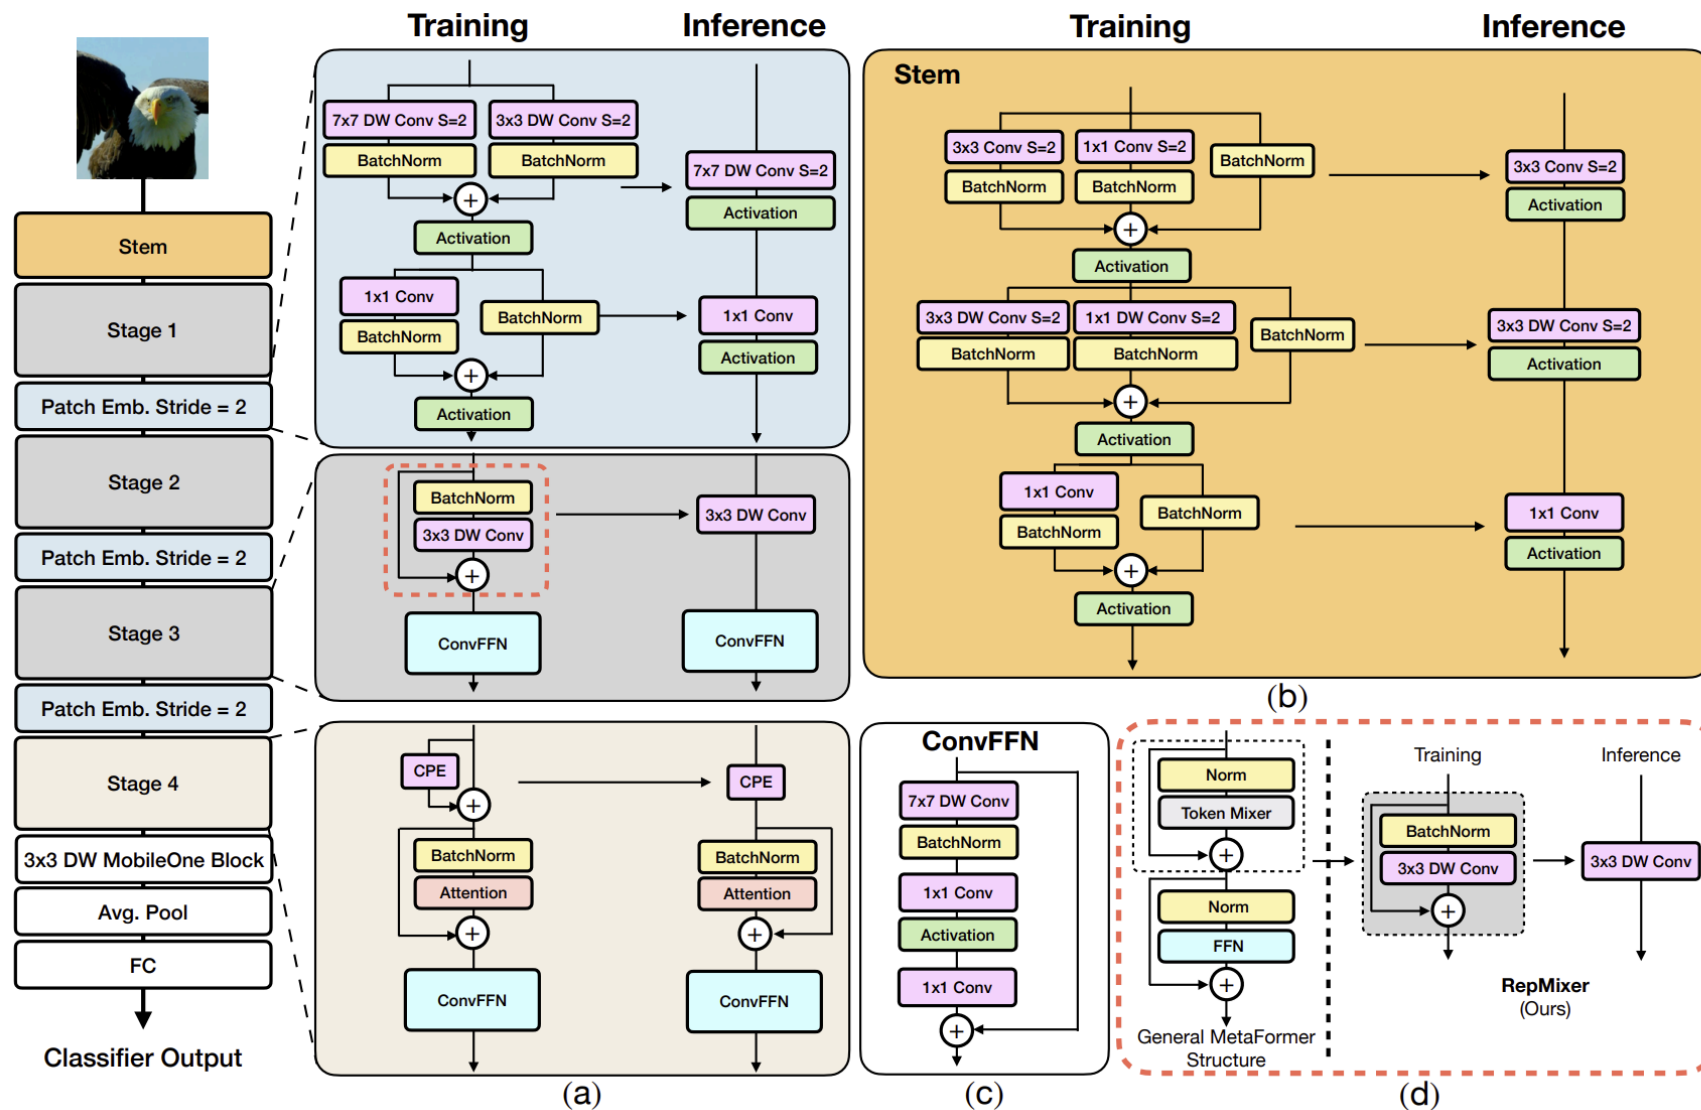 Training
Inference
Training
Inference
Stem
Stage 1
Patch Emb. Stride = 2
Stage 2
Patch Emb. Stride = 2
Stage 3
Patch Emb. Stride = 2
Stage 4
3x3 DW MobileOne Block
Avg. Pool
FC
Classifier Output
7x7 DW Conv S=2
3x3 DW Conv S=2
BatchNorm
BatchNorm
+
Activation
1x1 Conv
BatchNorm
BatchNorm
+
Activation
7x7 DW Conv S=2
Activation
1x1 Conv
Activation
BatchNorm
3x3 DW Conv
+
ConvFFN
3x3 DW Conv
ConvFFN
CPE
+
BatchNorm
Attention
+
ConvFFN
CPE
BatchNorm
Attention
+
ConvFFN
(a)
Stem
3x3 Conv S=2
1x1 Conv S=2
BatchNorm
BatchNorm
BatchNorm
+
Activation
3x3 DW Conv S=2
1x1 DW Conv S=2
BatchNorm
BatchNorm
BatchNorm
+
Activation
1x1 Conv
BatchNorm
BatchNorm
+
Activation
3x3 Conv S=2
Activation
3x3 DW Conv S=2
Activation
1x1 Conv
Activation
(b)
ConvFFN
7x7 DW Conv
BatchNorm
1x1 Conv
Activation
1x1 Conv
+
(c)
Norm
Token Mixer
+
Norm
FFN
+
General MetaFormer
Structure
Training
BatchNorm
3x3 DW Conv
+
Inference
3x3 DW Conv
RepMixer
(Ours)
(d)